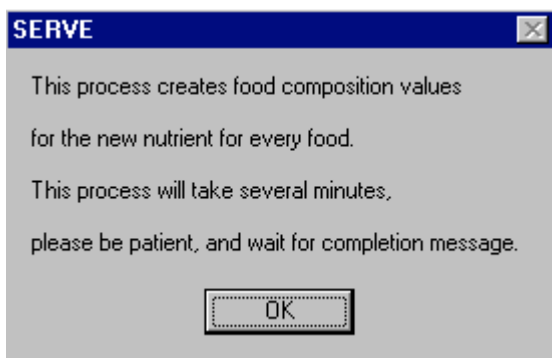 SERVE
This process creates food composition values
for the new nutrient for every food.
This process will take several minutes,
please be patient, and wait for completion message.
OK